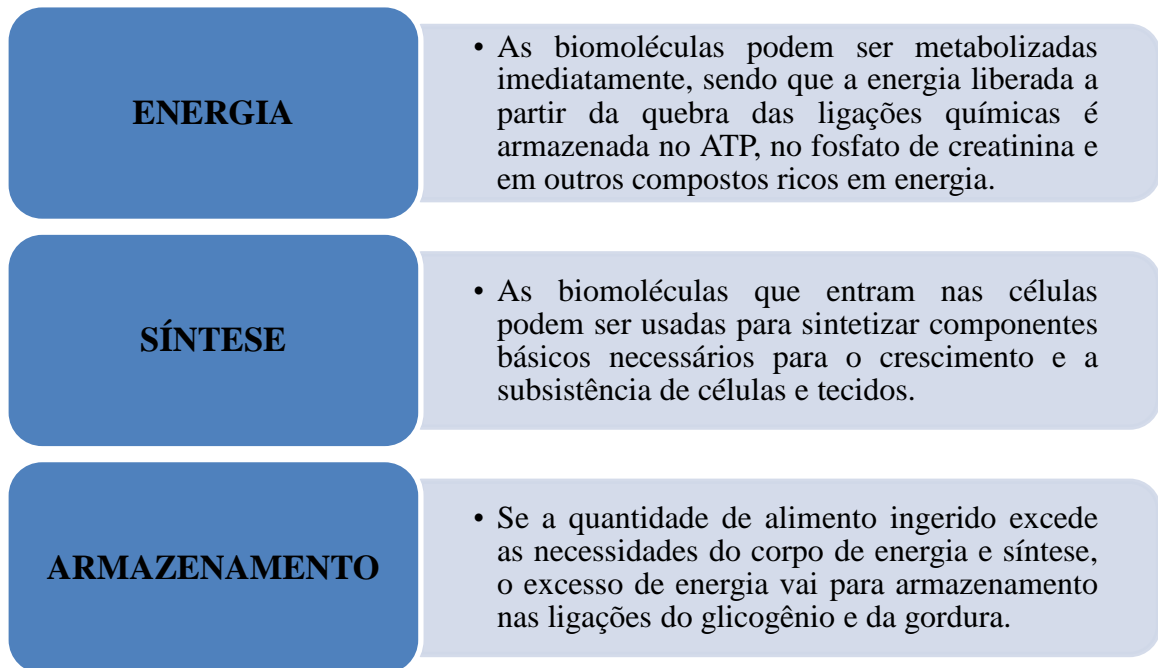 ENERGIA
• As biomoléculas podem ser metabolizadas
imediatamente, sendo que a energia liberada a
partir da quebra das ligações químicas é
armazenada no ATP, no fosfato de creatinina e
em outros compostos ricos em energia.
SÍNTESE
• As biomoléculas que entram nas células
podem ser usadas para sintetizar componentes
básicos necessários para o crescimento e a
subsistência de células e tecidos.
ARMAZENAMENTO
• Se a quantidade de alimento ingerido excede
as necessidades do corpo de energia e síntese,
o excesso de energia vai para armazenamento
nas ligações do glicogênio e da gordura.